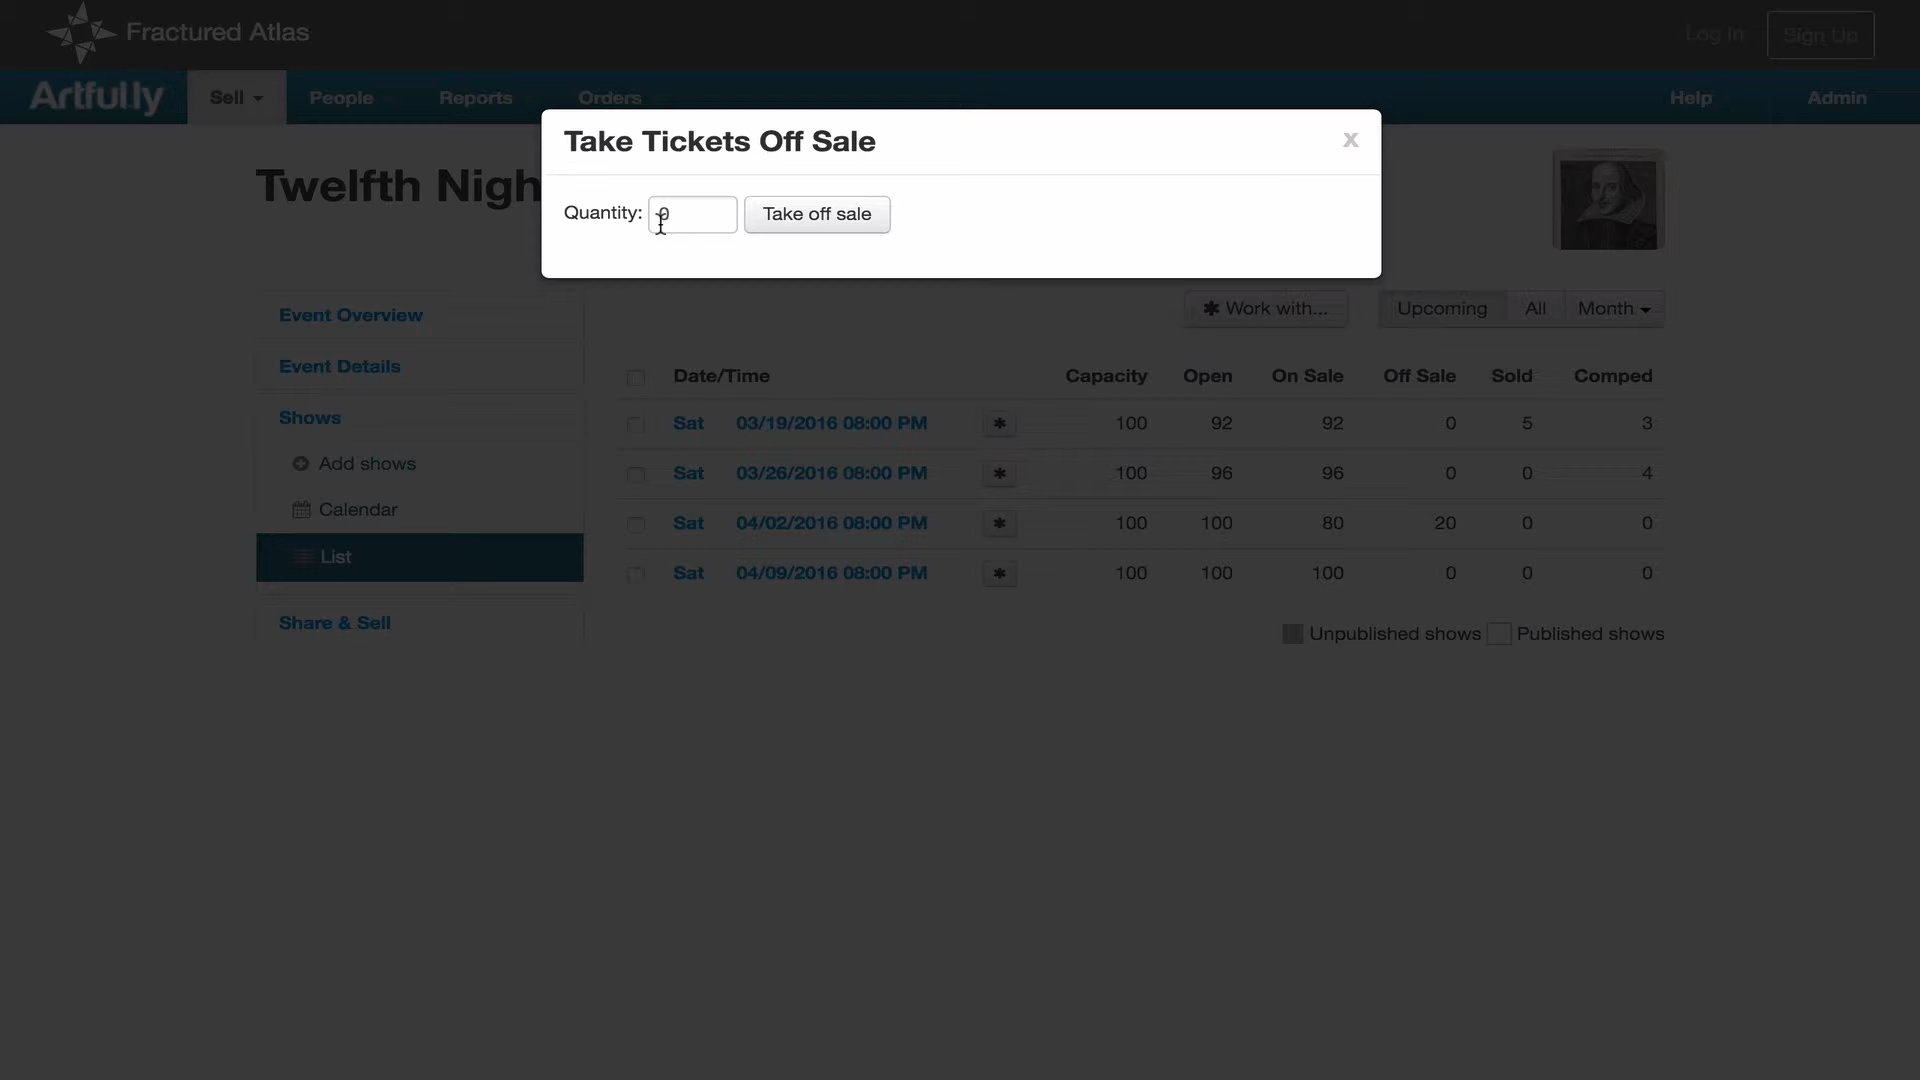 Fractured Atlas
Log In
Sign Up
Artful.ly
Sell
People
Reports
Orders
Help
Admin
Take Tickets Off Sale
x
Twelfth Nigh
Quantity: 0
Take off sale
Event Overview
Event Details
Shows
Add shows
Calendar
List
Share & Sell
Work with...
Upcoming All Month
Date/Time Capacity Open On Sale Off Sale Sold Comped
Sat 03/19/2016 08:00 PM 100 92 92 0 5 3
Sat 03/26/2016 08:00 PM 100 96 96 0 0 4
Sat 04/02/2016 08:00 PM 100 100 80 20 0 0
Sat 04/09/2016 08:00 PM 100 100 100 0 0 0
Unpublished shows Published shows